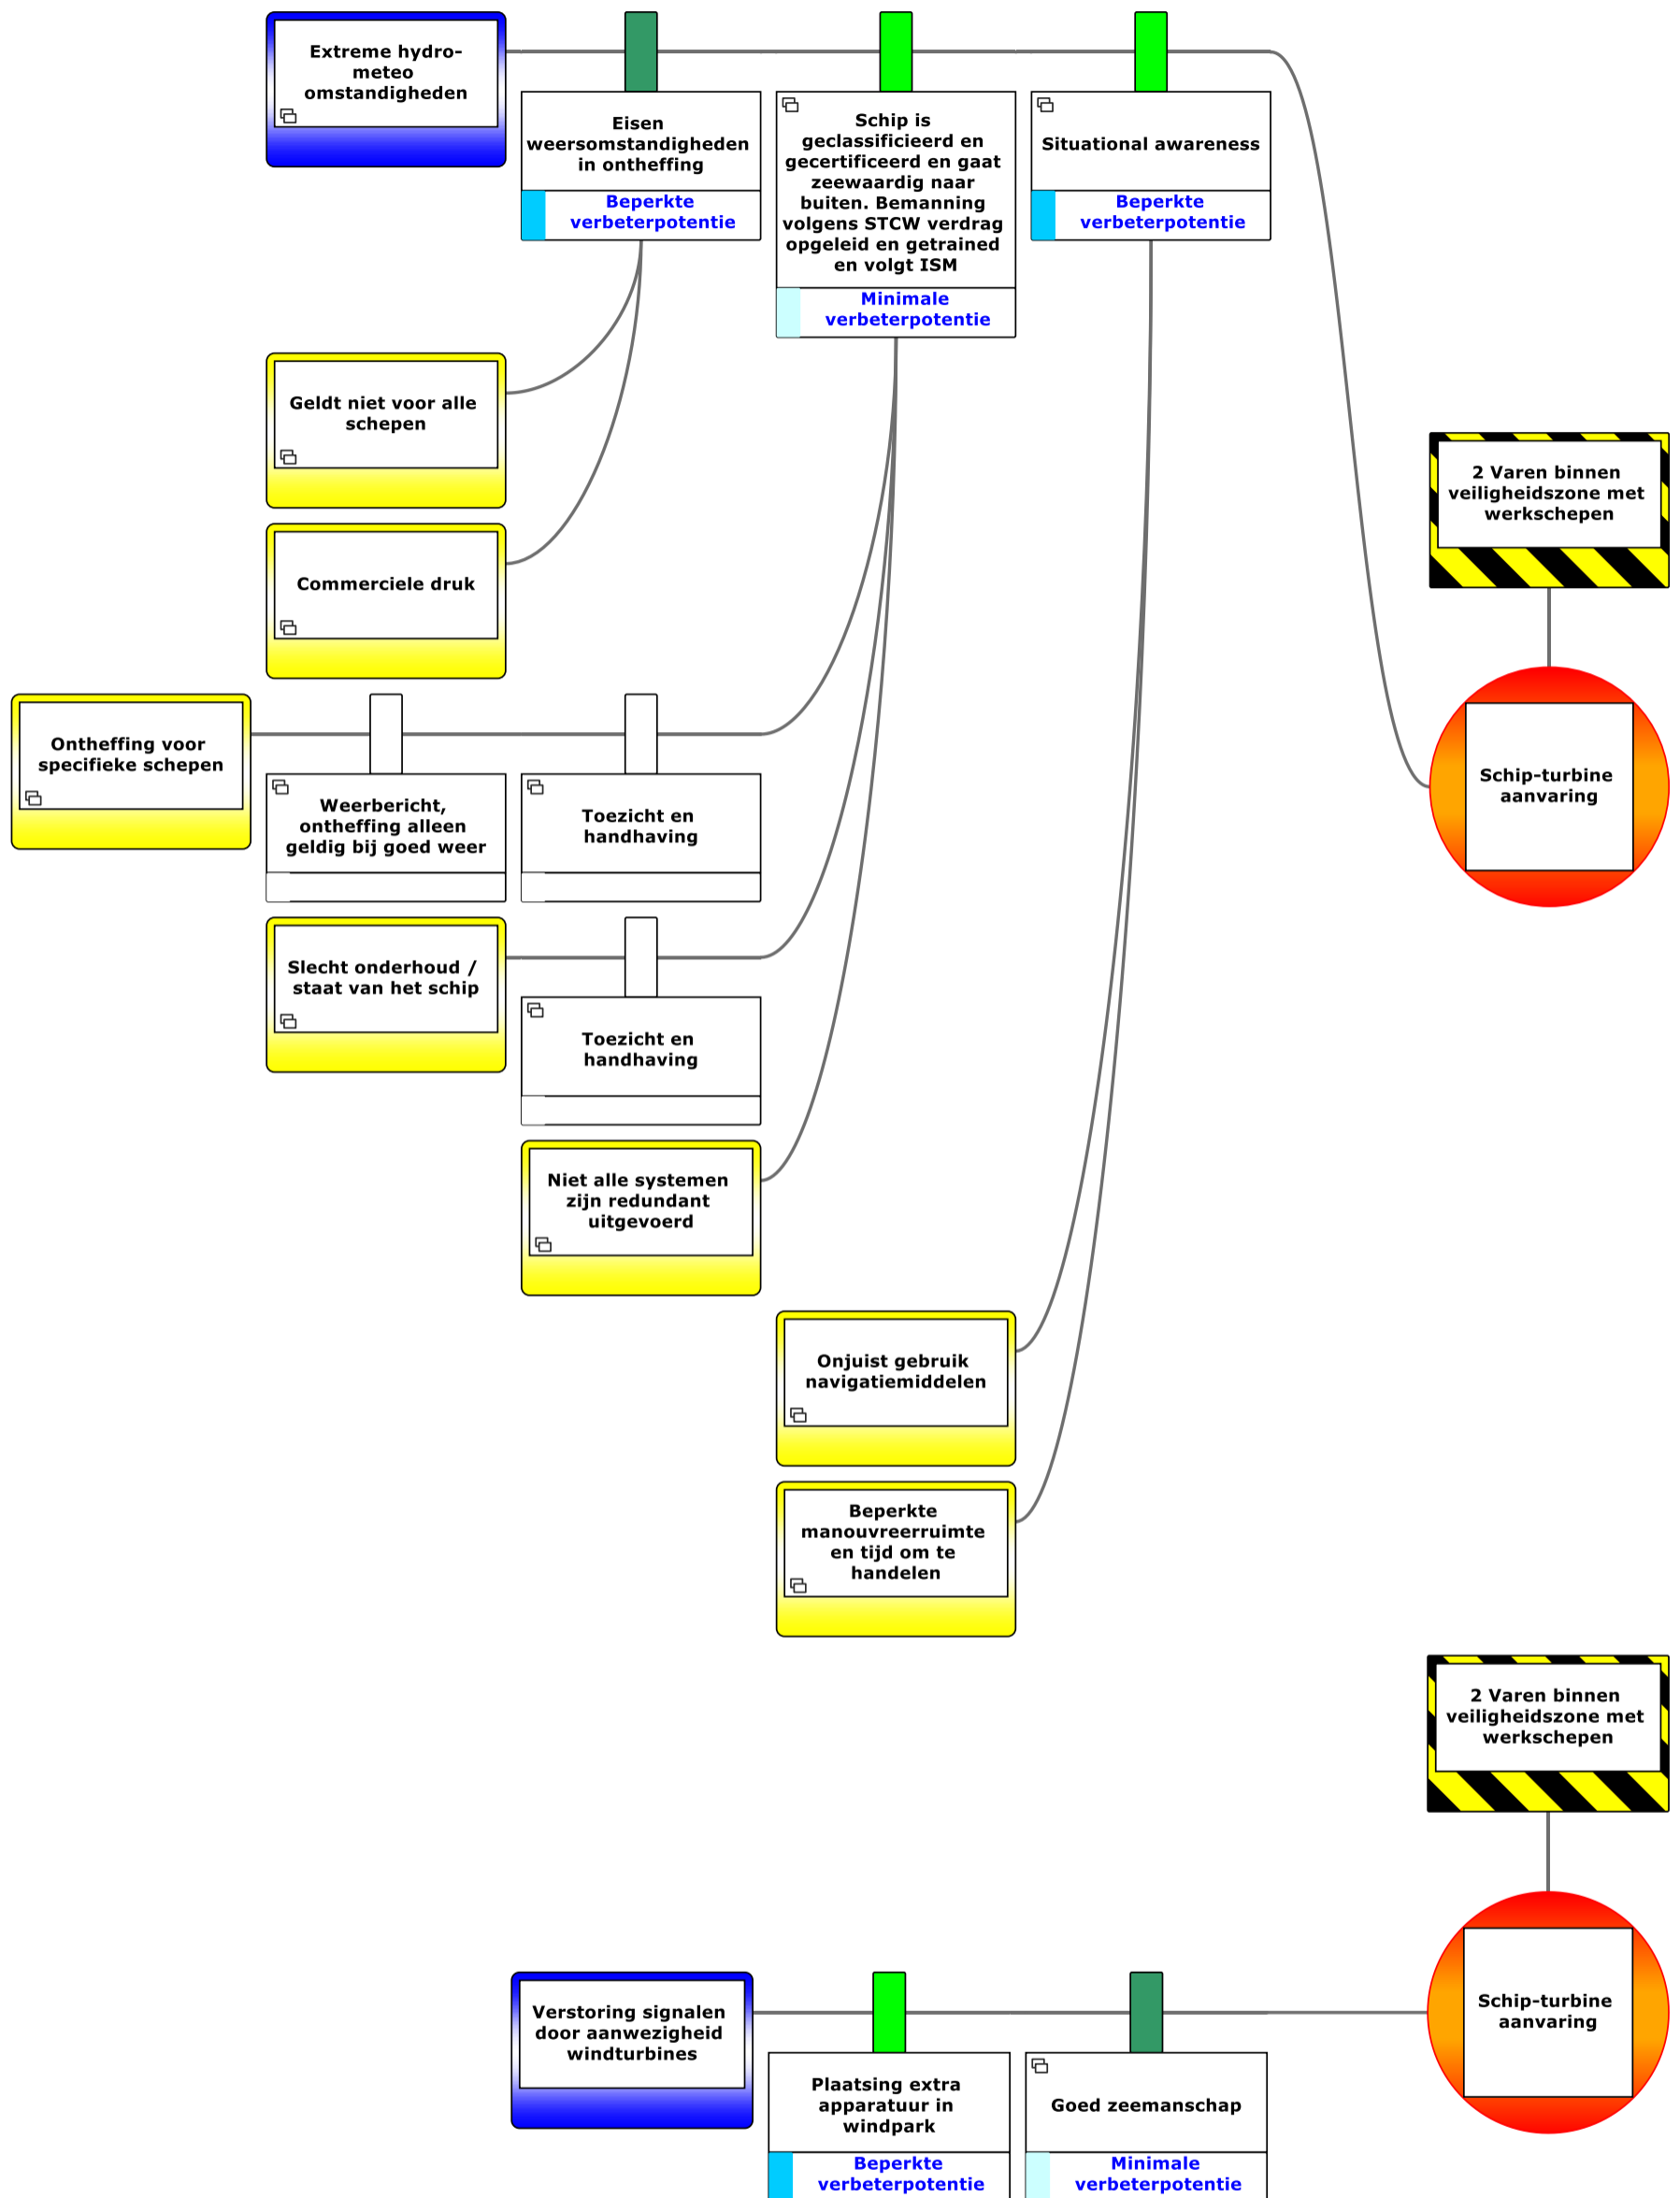 Extreme hydro-
meteo
omstandigheden
Eisen
weersomstandigheden
in ontheffing
Beperkte
verbeterpotentie
Schip is
geclassificieerd en
gecertificeerd en gaat
zeewaardig naar
buiten. Bemanning
volgens STCW verdrag
opgeleid en getrained
en volgt ISM
Minimale
verbeterpotentie
Situational awareness
Beperkte
verbeterpotentie
Geldt niet voor alle
schepen
Commerciele druk
2 Varen binnen
veiligheidszone met
werkschepen
Schip-turbine
aanvaring
Ontheffing voor
specifieke schepen
Weerbericht,
ontheffing alleen
geldig bij goed weer
Toezicht en
handhaving
Slecht onderhoud /
staat van het schip
Toezicht en
handhaving
Niet alle systemen
zijn redundant
uitgevoerd
Onjuist gebruik
navigatiemiddelen
Beperkte
manouvreerruimte
en tijd om te
handelen
2 Varen binnen
veiligheidszone met
werkschepen
Schip-turbine
aanvaring
Verstoring signalen
door aanwezigheid
windturbines
Plaatsing extra
apparatuur in
windpark
Beperkte
verbeterpotentie
Goed zeemanschap
Minimale
verbeterpotentie